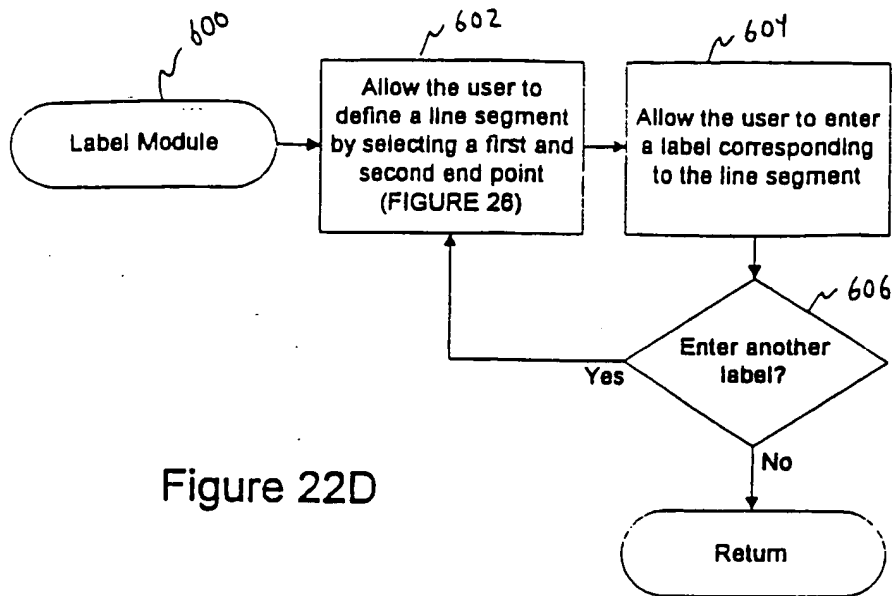 600
602
604
Label Module
Allow the user to
define a line segment
by selecting a first and
second end point
(FIGURE 26)
Allow the user to enter
a label corresponding
to the line segment
606
Enter another
label?
Yes
No
Return
Figure 22D